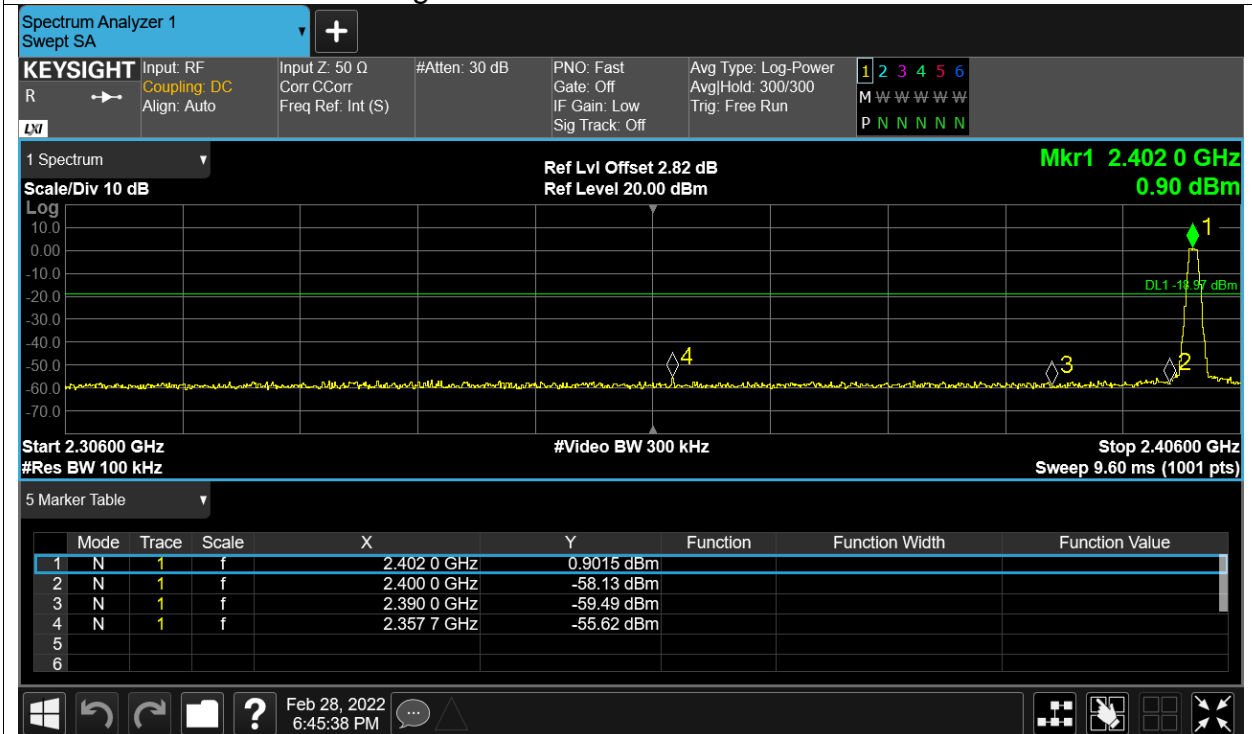 Spectrum Analyzer 1
Swept SA
+
KEYSIGHT Input: RF Input Z: 50 Ω #Atten: 30 dB PNO: Fast Avg Type: Log-Power 1 2 3 4 5 6
R Coupling: DC Corr CCorr Gate: Off Avg|Hold: 300/300 M W W W W W
Align: Auto Freq Ref: Int (S) IF Gain: Low Trig: Free Run
LXI Sig Track: Off P N N N N N
1 Spectrum Ref Lvl Offset 2.82 dB Mkr1 2.402 0 GHz
Scale/Div 10 dB Ref Level 20.00 dBm 0.90 dBm
Log
10.0 1
0.00
-10.0
-20.0 DL1 -18.97 dBm
-30.0
-40.0
-50.0 4 3 2
-60.0
-70.0
Start 2.30600 GHz #Video BW 300 kHz Stop 2.40600 GHz
#Res BW 100 kHz Sweep 9.60 ms (1001 pts)
5 Marker Table
Mode Trace Scale X Y Function Function Width Function Value
1 N 1 f 2.402 0 GHz 0.9015 dBm
2 N 1 f 2.400 0 GHz -58.13 dBm
3 N 1 f 2.390 0 GHz -59.49 dBm
4 N 1 f 2.357 7 GHz -55.62 dBm
5
6
? Feb 28, 2022
6:45:38 PM